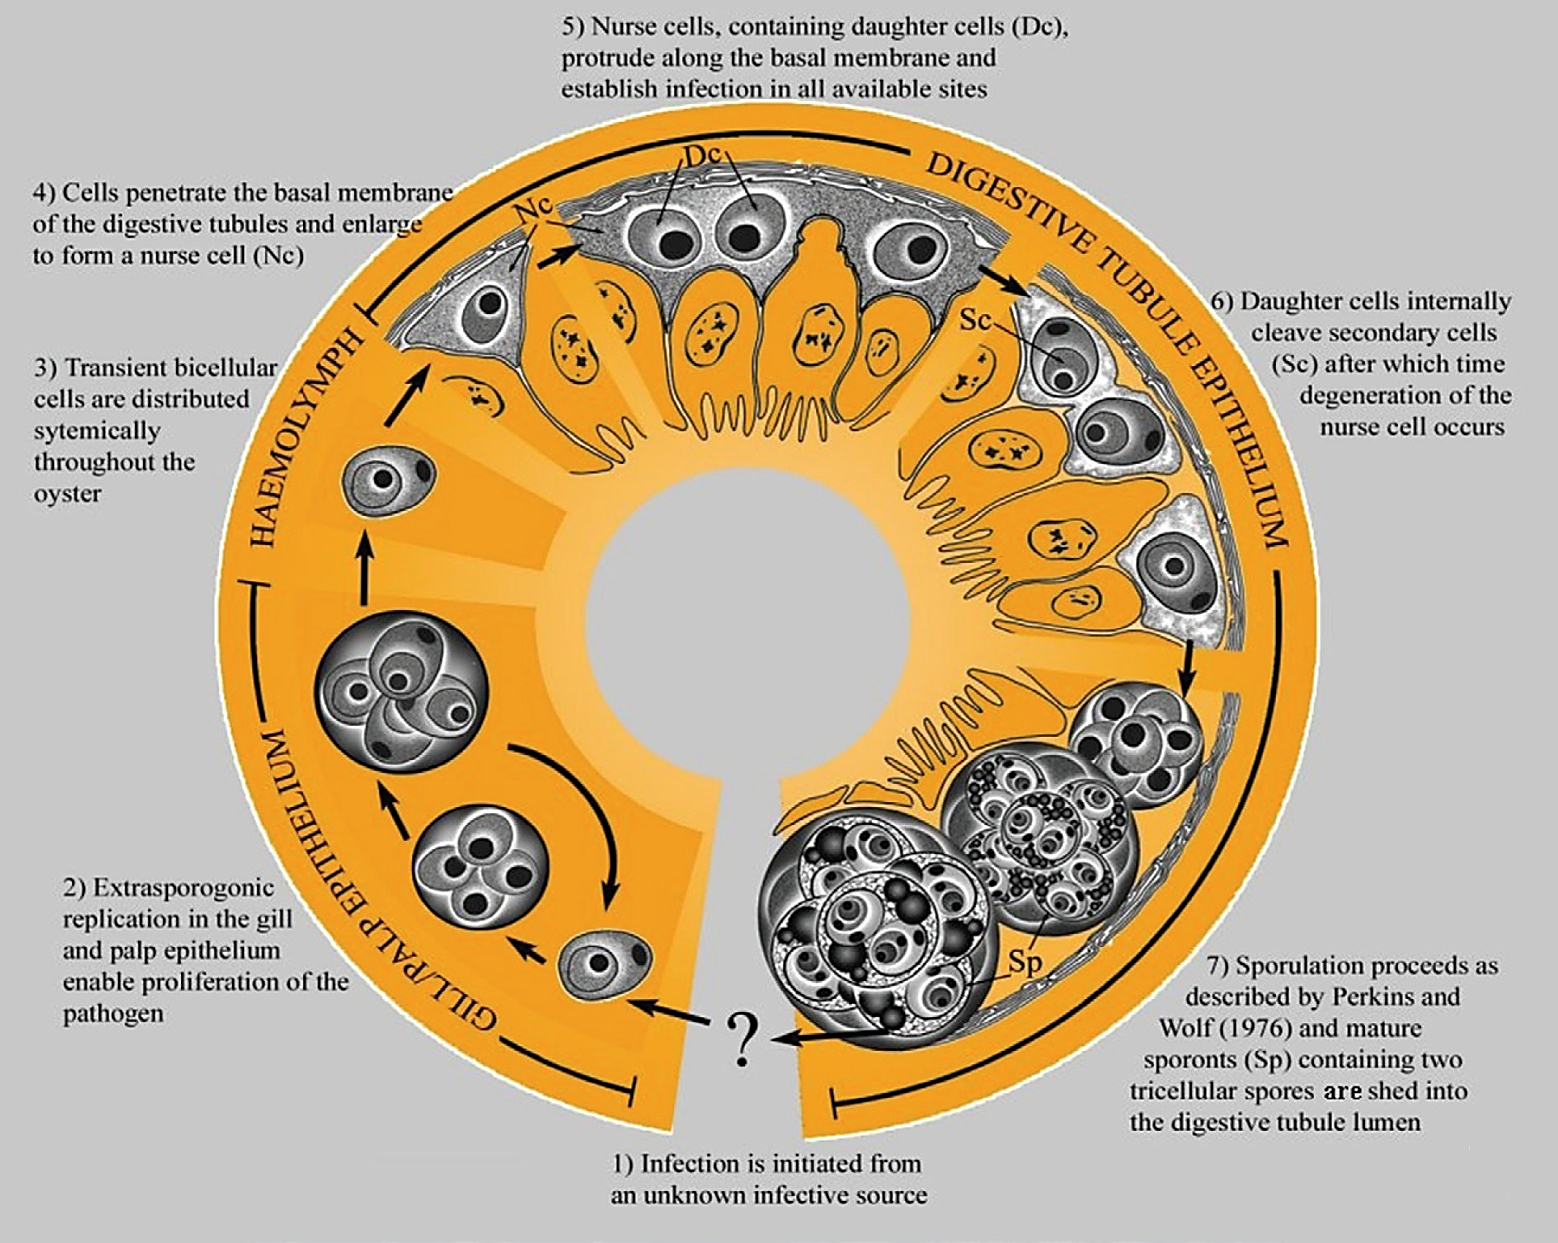 5) Nurse cells, containing daughter cells (Dc),
protrude along the basal membrane and
establish infection in all available sites
4) Cells penetrate the basal membrane
of the digestive tubules and enlarge
to form a nurse cell (Nc)
3) Transient bicellular
cells are distributed
sytemically
throughout the
oyster
2) Extrasporogonic
replication in the gill
and palp epithelium
enable proliferation of the
pathogen
1) Infection is initiated from
an unknown infective source
6) Daughter cells internally
cleave secondary cells
(Sc) after which time
degeneration of the
nurse cell occurs
7) Sporulation proceeds as
described by Perkins and
Wolf (1976) and mature
sporonts (Sp) containing two
tricellular spores are shed into
the digestive tubule lumen
GILL/PALP EPITHELIUM
HAEMOLYMPH
DIGESTIVE TUBULE EPITHELIUM
Nc
Dc
Sc
Sp
?